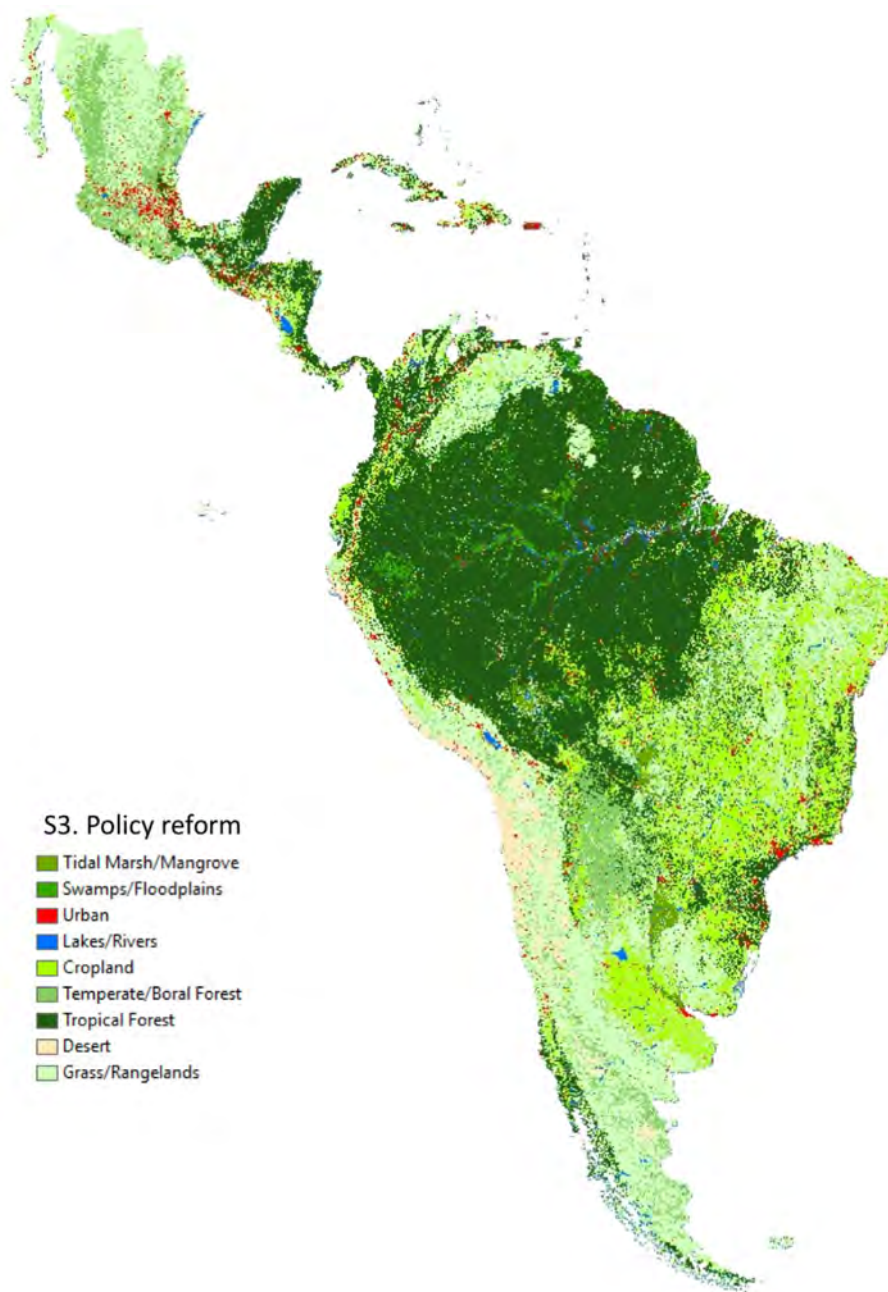 S3. Policy reform
Tidal Marsh/Mangrove
Swamps/Floodplains
Urban
Lakes/Rivers
Cropland
Temperate/Boral Forest
Tropical Forest
Desert
Grass/Rangelands